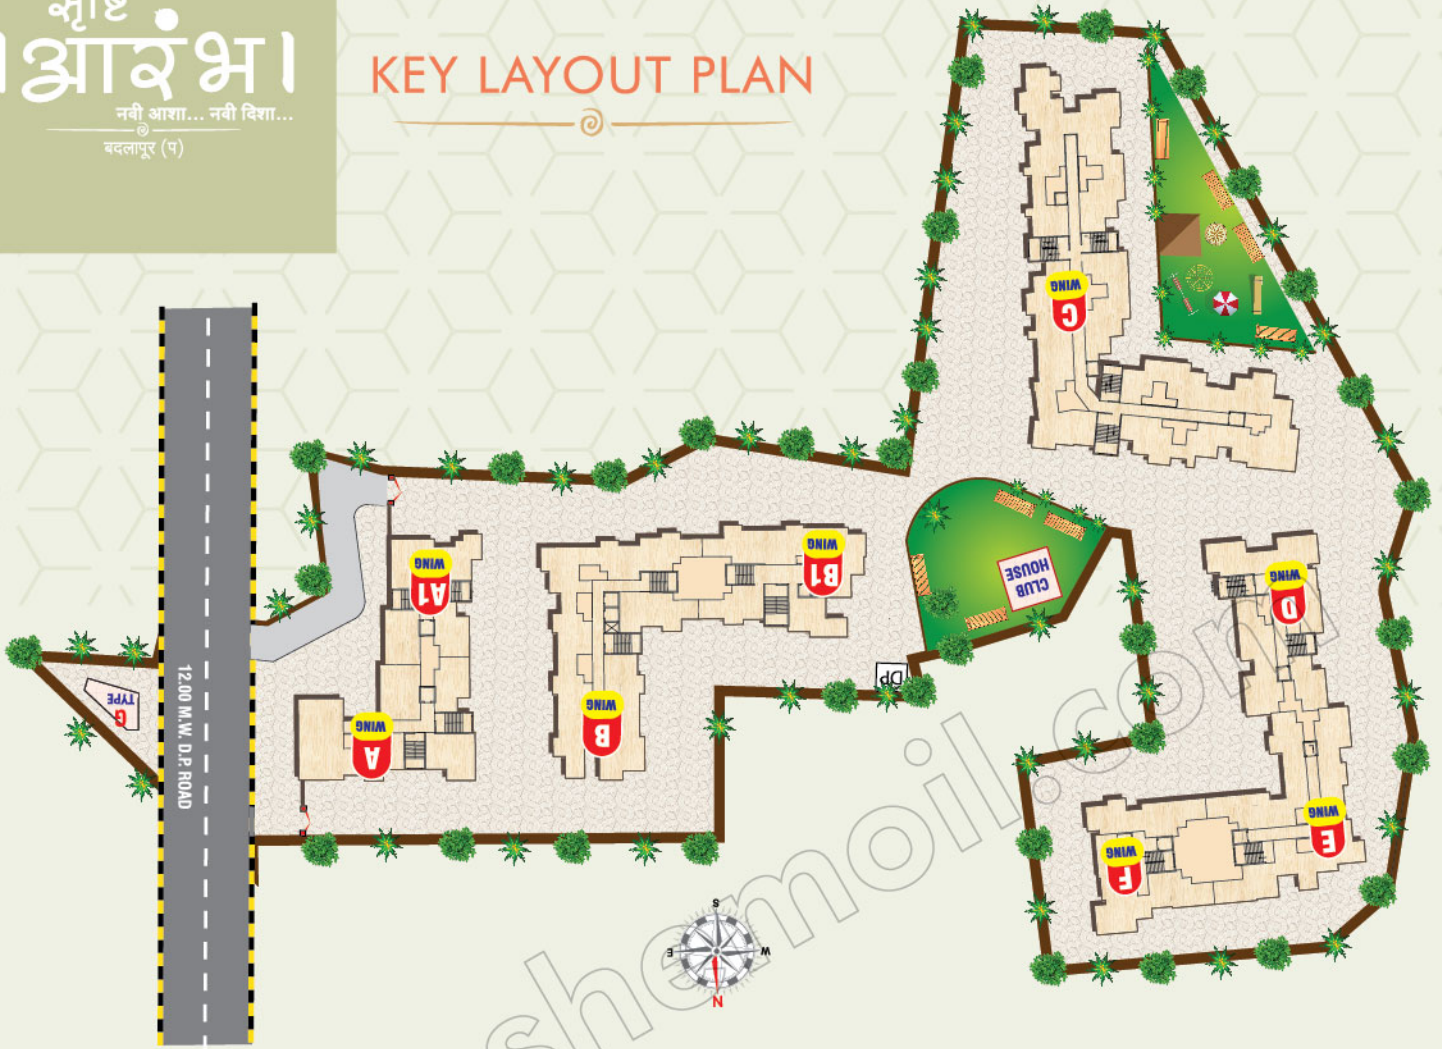 सृष्टि
।आरंभ।
नवी आशा... नवी दिशा...
बदलापूर (प)
KEY LAYOUT PLAN
WING
C
WING
A1
WING
B1
CLUB
HOUSE
WING
D
G
TYPE
12.00 M.W. D.P. ROAD
WING
A
WING
B
DP
WING
E
WING
F
S
E
W
N
shemoil.com